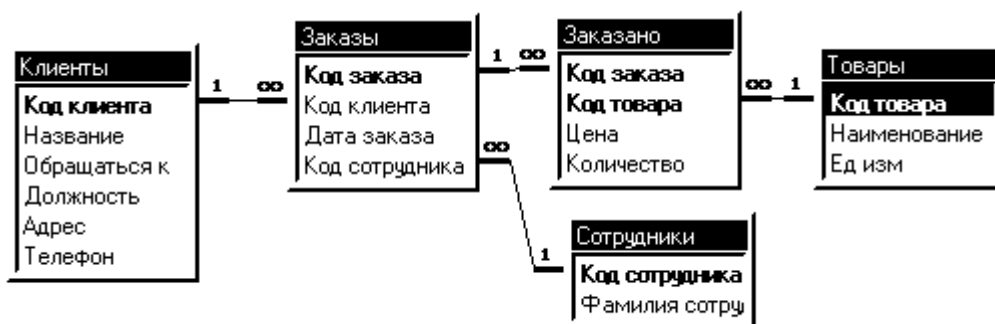 Клиенты
Код клиента
Название
Обращаться к
Должность
Адрес
Телефон
1 ∞
Заказы
Код заказа
Код клиента
Дата заказа
Код сотрудника
1 ∞
∞
1
Заказано
Код заказа
Код товара
Цена
Количество
∞ 1
Товары
Код товара
Наименование
Ед изм
Сотрудники
Код сотрудника
Фамилия сотру